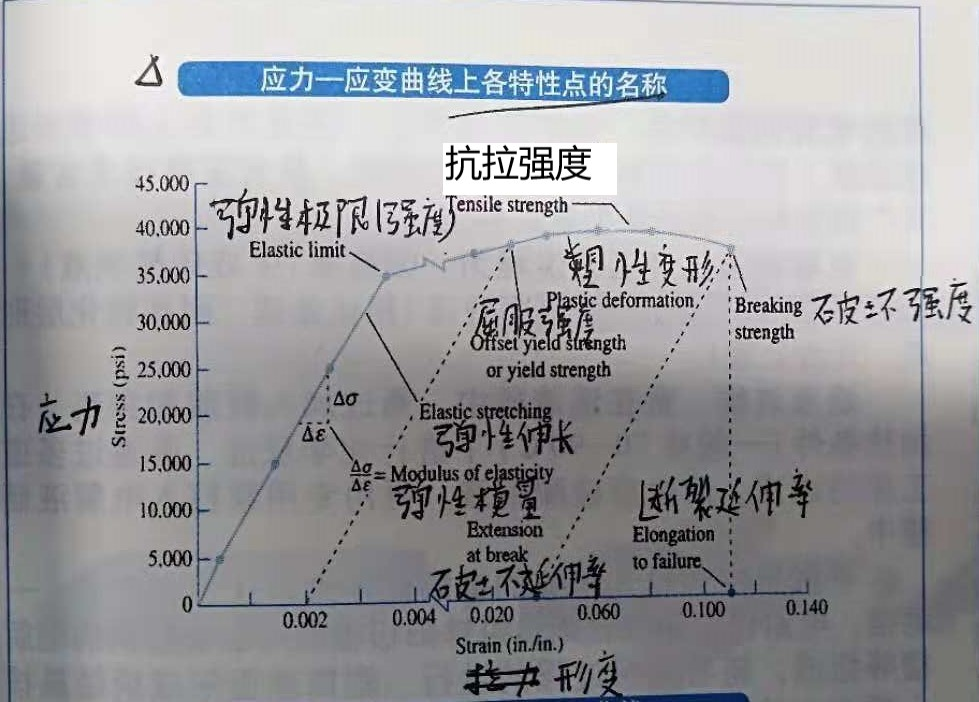 △ 应力—应变曲线上各特性点的名称
抗拉强度
45,000
弹性极限(强度)
Tensile strength
40,000
Elastic limit
35,000
塑性变形
Plastic deformation
Breaking
strength
破坏强度
30,000
屈服强度
Offset yield strength
or yield strength
25,000
Δσ
应力
Stress (psi)
20,000
Elastic stretching
Δε
弹性伸长
15,000
Δσ/Δε = Modulus of elasticity
弹性模量
10.000
断裂延伸率
Extension
at break
Elongation
to failure
5,000
破坏延伸率
0
0.002
0.004
0.020
0.060
0.100
0.140
Strain (in./in.)
形变